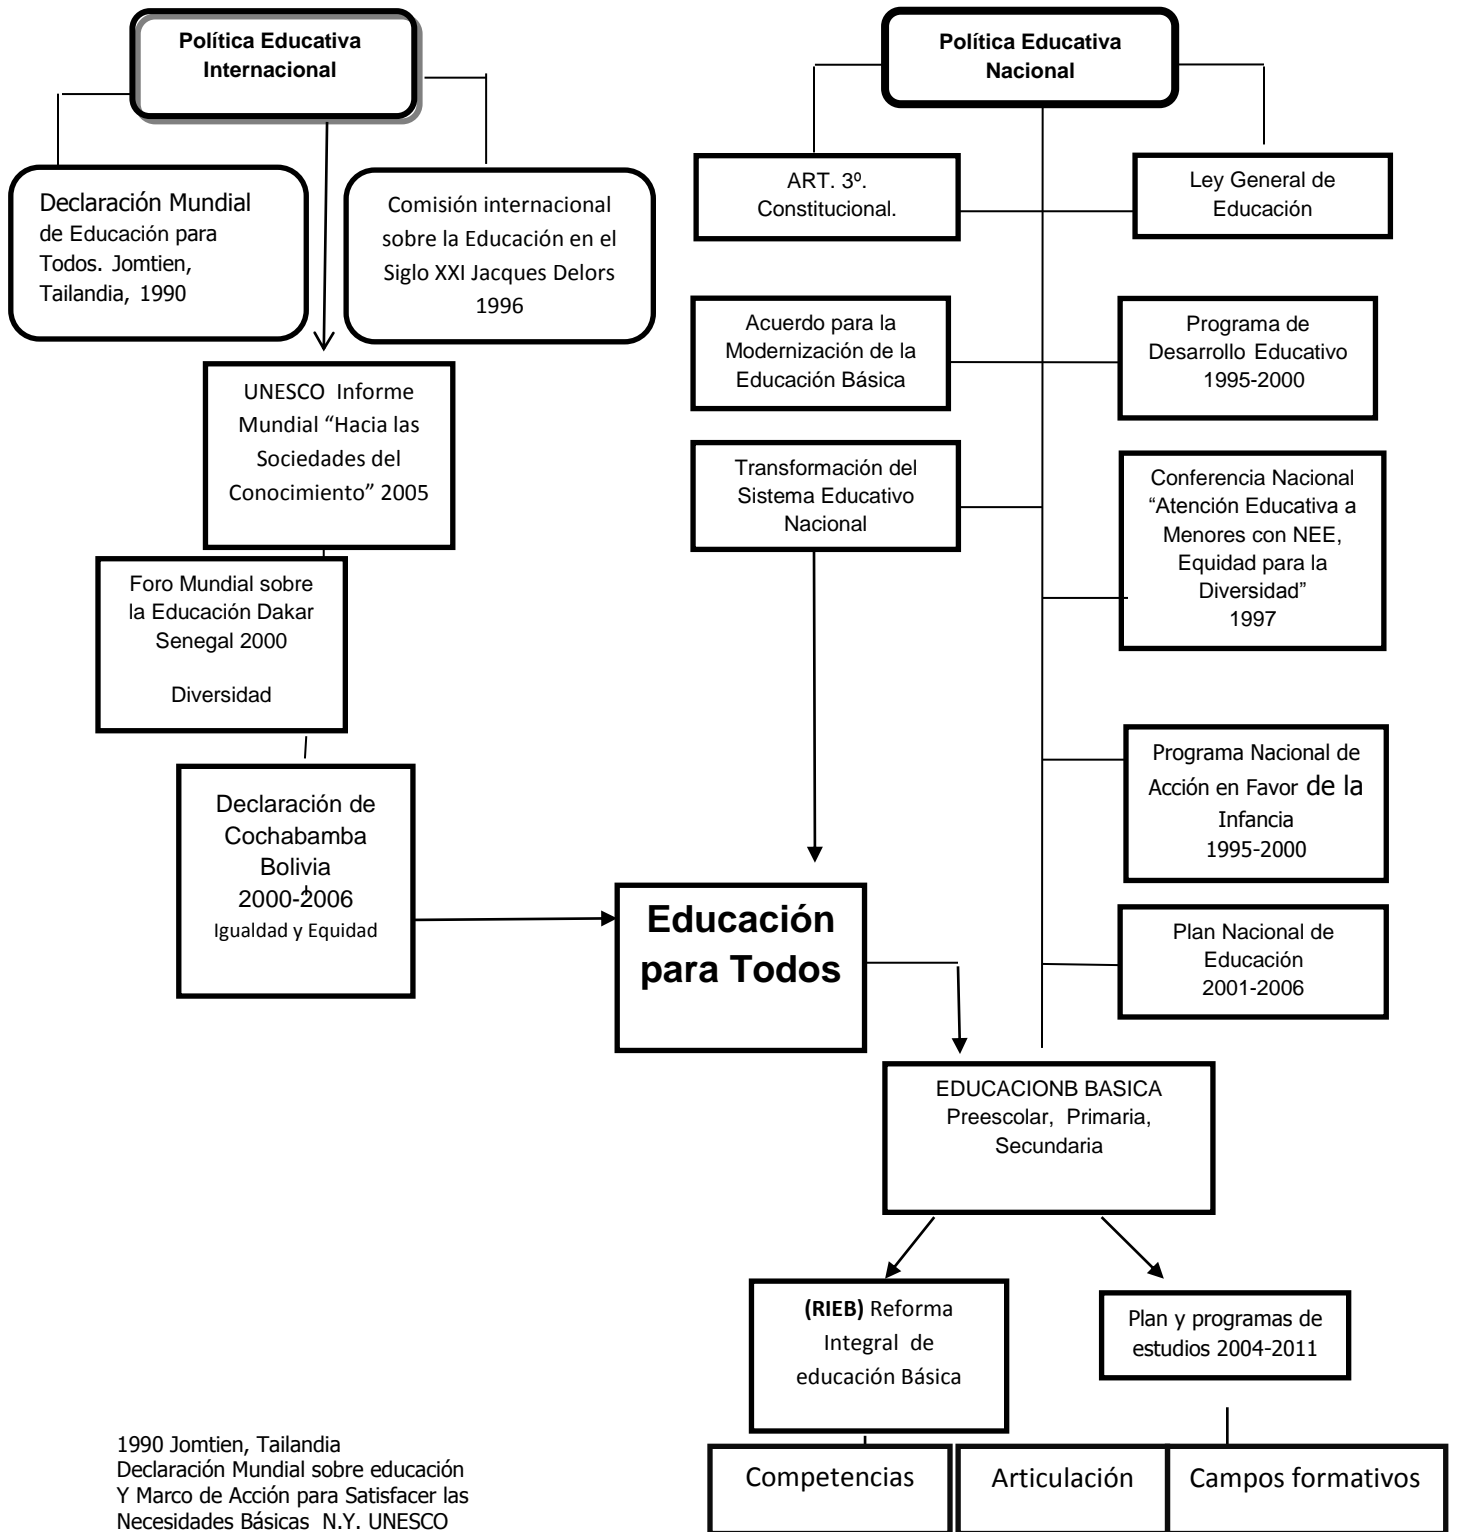 Política Educativa
Internacional
Declaración Mundial
de Educación para
Todos. Jomtien,
Tailandia, 1990
Comisión internacional
sobre la Educación en el
Siglo XXI Jacques Delors
1996
UNESCO Informe
Mundial “Hacia las
Sociedades del
Conocimiento” 2005
Foro Mundial sobre
la Educación Dakar
Senegal 2000
Diversidad
Declaración de
Cochabamba
Bolivia
2000-2006
Igualdad y Equidad
Política Educativa
Nacional
ART. 3º.
Constitucional.
Ley General de
Educación
Acuerdo para la
Modernización de la
Educación Básica
Programa de
Desarrollo Educativo
1995-2000
Transformación del
Sistema Educativo
Nacional
Conferencia Nacional
“Atención Educativa a
Menores con NEE,
Equidad para la
Diversidad”
1997
Programa Nacional de
Acción en Favor de la
Infancia
1995-2000
Plan Nacional de
Educación
2001-2006
Educación
para Todos
EDUCACIONB BASICA
Preescolar, Primaria,
Secundaria
(RIEB) Reforma
Integral de
educación Básica
Plan y programas de
estudios 2004-2011
Competencias
Articulación
Campos formativos
1990 Jomtien, Tailandia
Declaración Mundial sobre educación
Y Marco de Acción para Satisfacer las
Necesidades Básicas N.Y. UNESCO